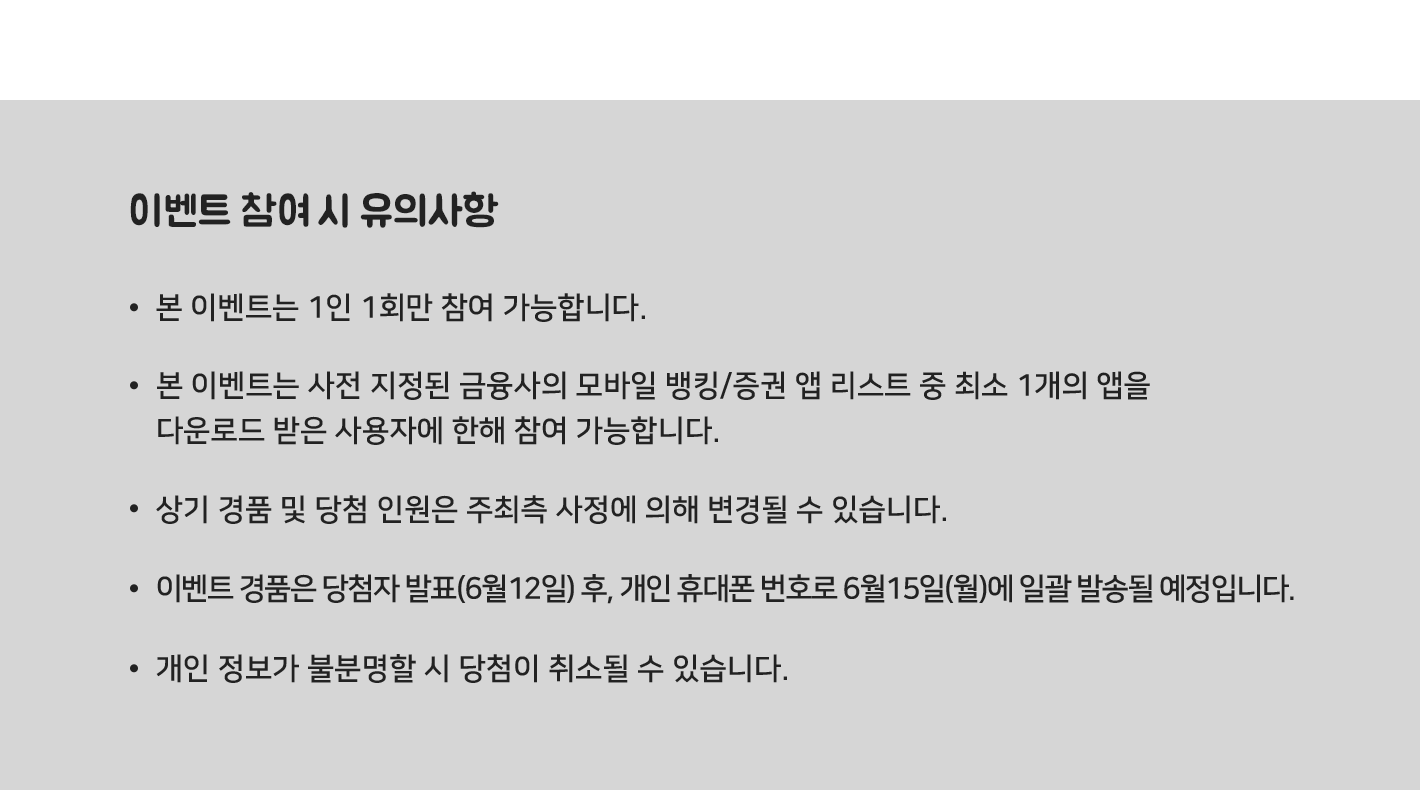 이벤트 참여 시 유의사항
• 본 이벤트는 1인 1회만 참여 가능합니다.
• 본 이벤트는 사전 지정된 금융사의 모바일 뱅킹/증권 앱 리스트 중 최소 1개의 앱을
다운로드 받은 사용자에 한해 참여 가능합니다.
• 상기 경품 및 당첨 인원은 주최측 사정에 의해 변경될 수 있습니다.
• 이벤트 경품은 당첨자 발표(6월12일) 후, 개인 휴대폰 번호로 6월15일(월)에 일괄 발송될 예정입니다.
• 개인 정보가 불분명할 시 당첨이 취소될 수 있습니다.